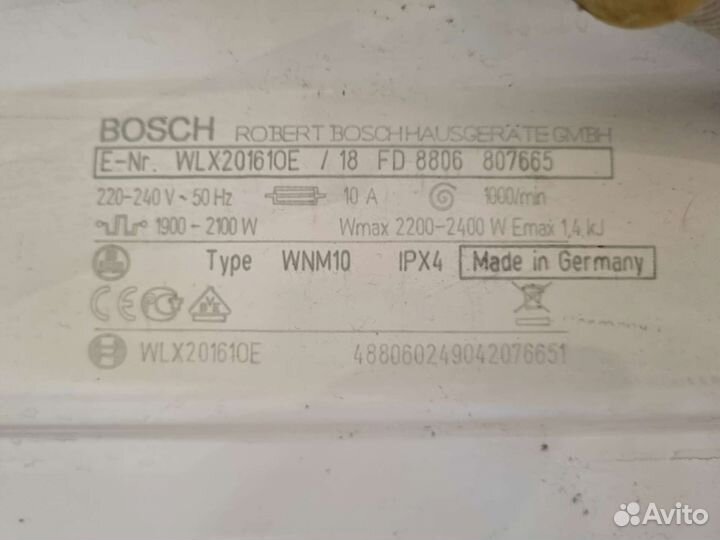 BOSCH ROBERT BOSCH HAUSGERÄTE GMBH
E-Nr. WLX20161OE / 18 FD 8806 807665
220-240 V ~ 50 Hz 10 A 1000/min
1900 - 2100 W Wmax 2200-2400 W Emax 1,4 kJ
Type WNM10 IPX4 Made in Germany
CE
WLX20161OE 488060249042076651
Avito